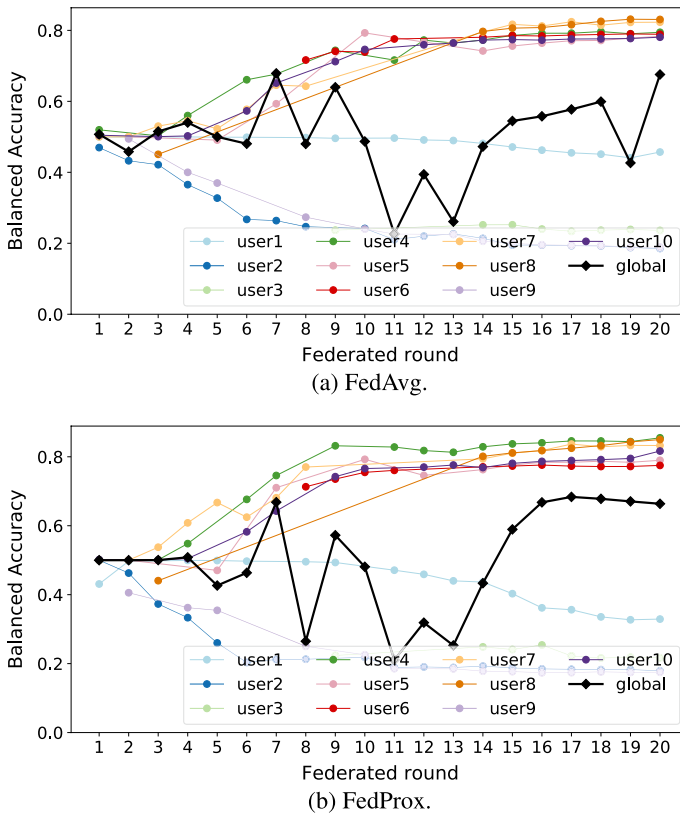 0.8
0.6
0.4
0.2
0.0
Balanced Accuracy
user1 user4 user7 user10
user2 user5 user8 global
user3 user6 user9
1 2 3 4 5 6 7 8 9 10 11 12 13 14 15 16 17 18 19 20
Federated round
(a) FedAvg.
0.8
0.6
0.4
0.2
0.0
Balanced Accuracy
user1 user4 user7 user10
user2 user5 user8 global
user3 user6 user9
1 2 3 4 5 6 7 8 9 10 11 12 13 14 15 16 17 18 19 20
Federated round
(b) FedProx.